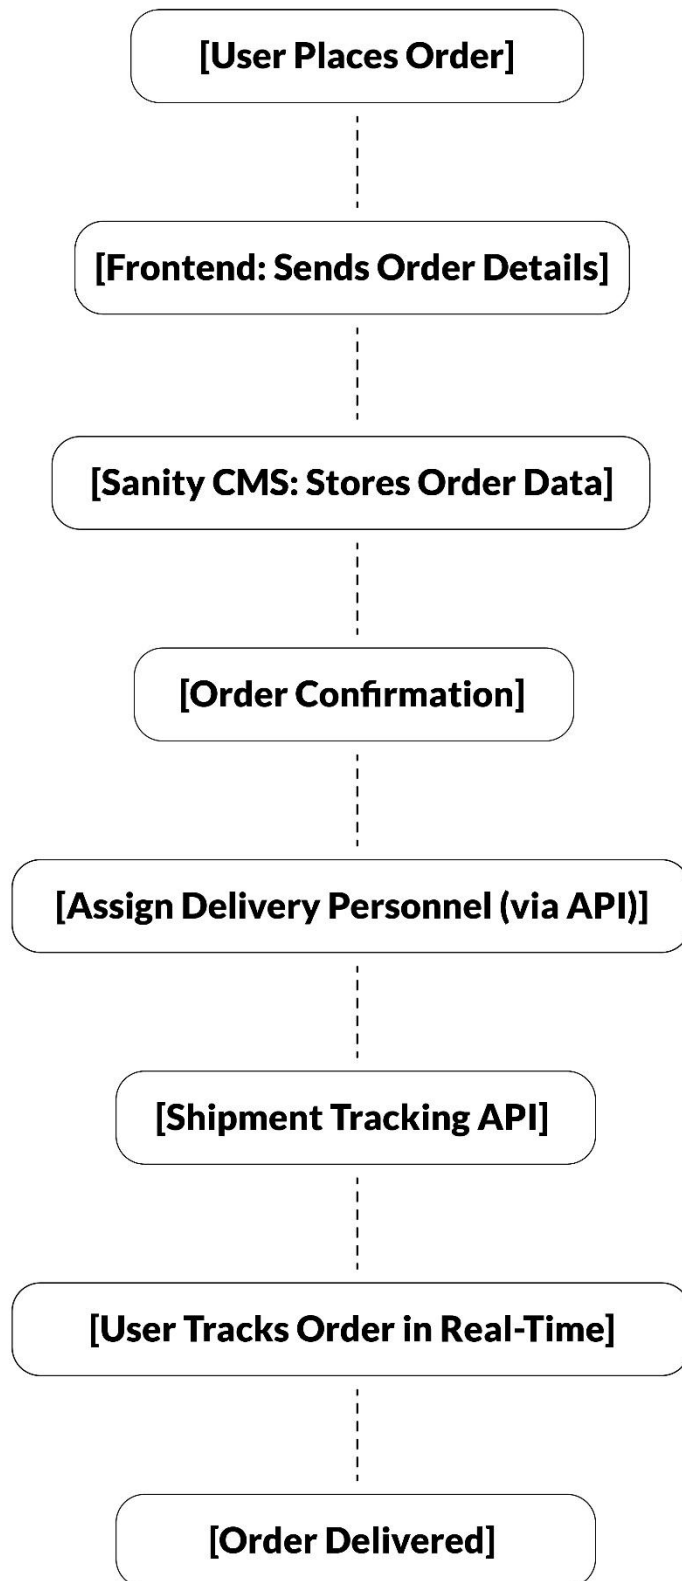 [User Places Order]
[Frontend: Sends Order Details]
[Sanity CMS: Stores Order Data]
[Order Confirmation]
[Assign Delivery Personnel (via API)]
[Shipment Tracking API]
[User Tracks Order in Real-Time]
[Order Delivered]